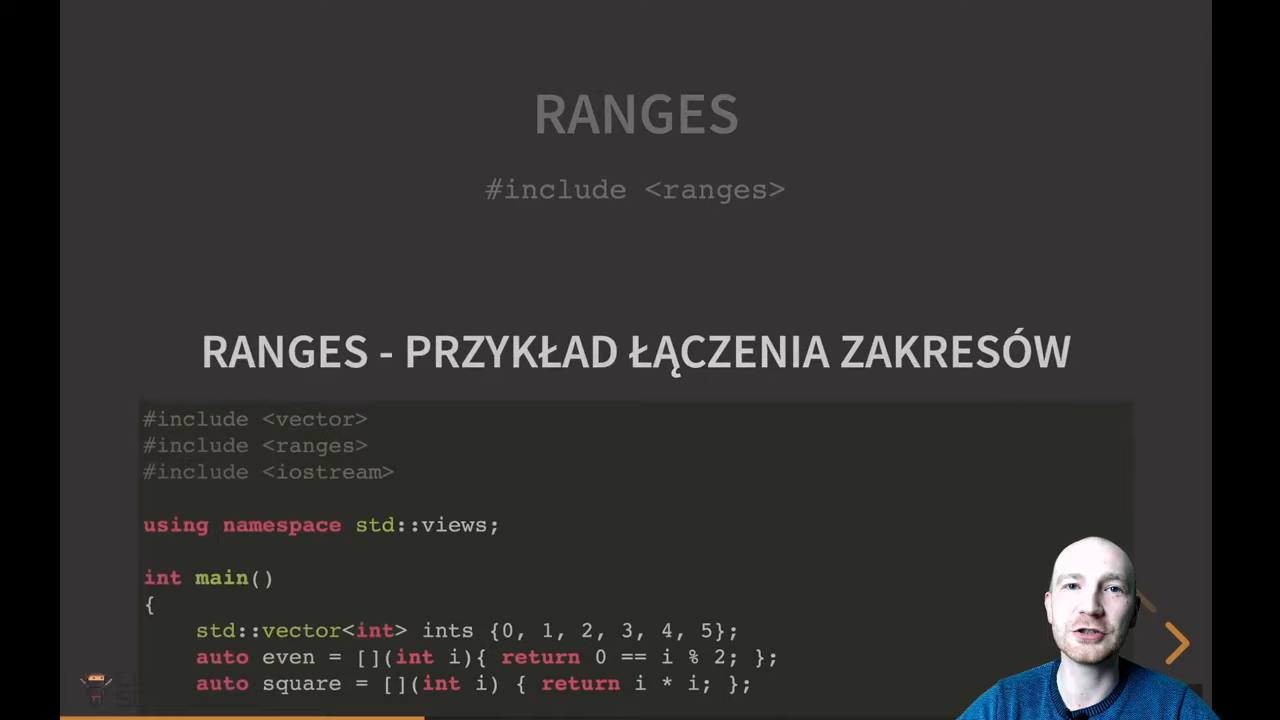 RANGES
#include <ranges>
RANGES - PRZYKŁAD ŁĄCZENIA ZAKRESÓW
#include <vector>
#include <ranges>
#include <iostream>
using namespace std::views;
int main()
{
std::vector<int> ints {0, 1, 2, 3, 4, 5};
auto even = [](int i){ return 0 == i % 2; };
auto square = [](int i) { return i * i; };